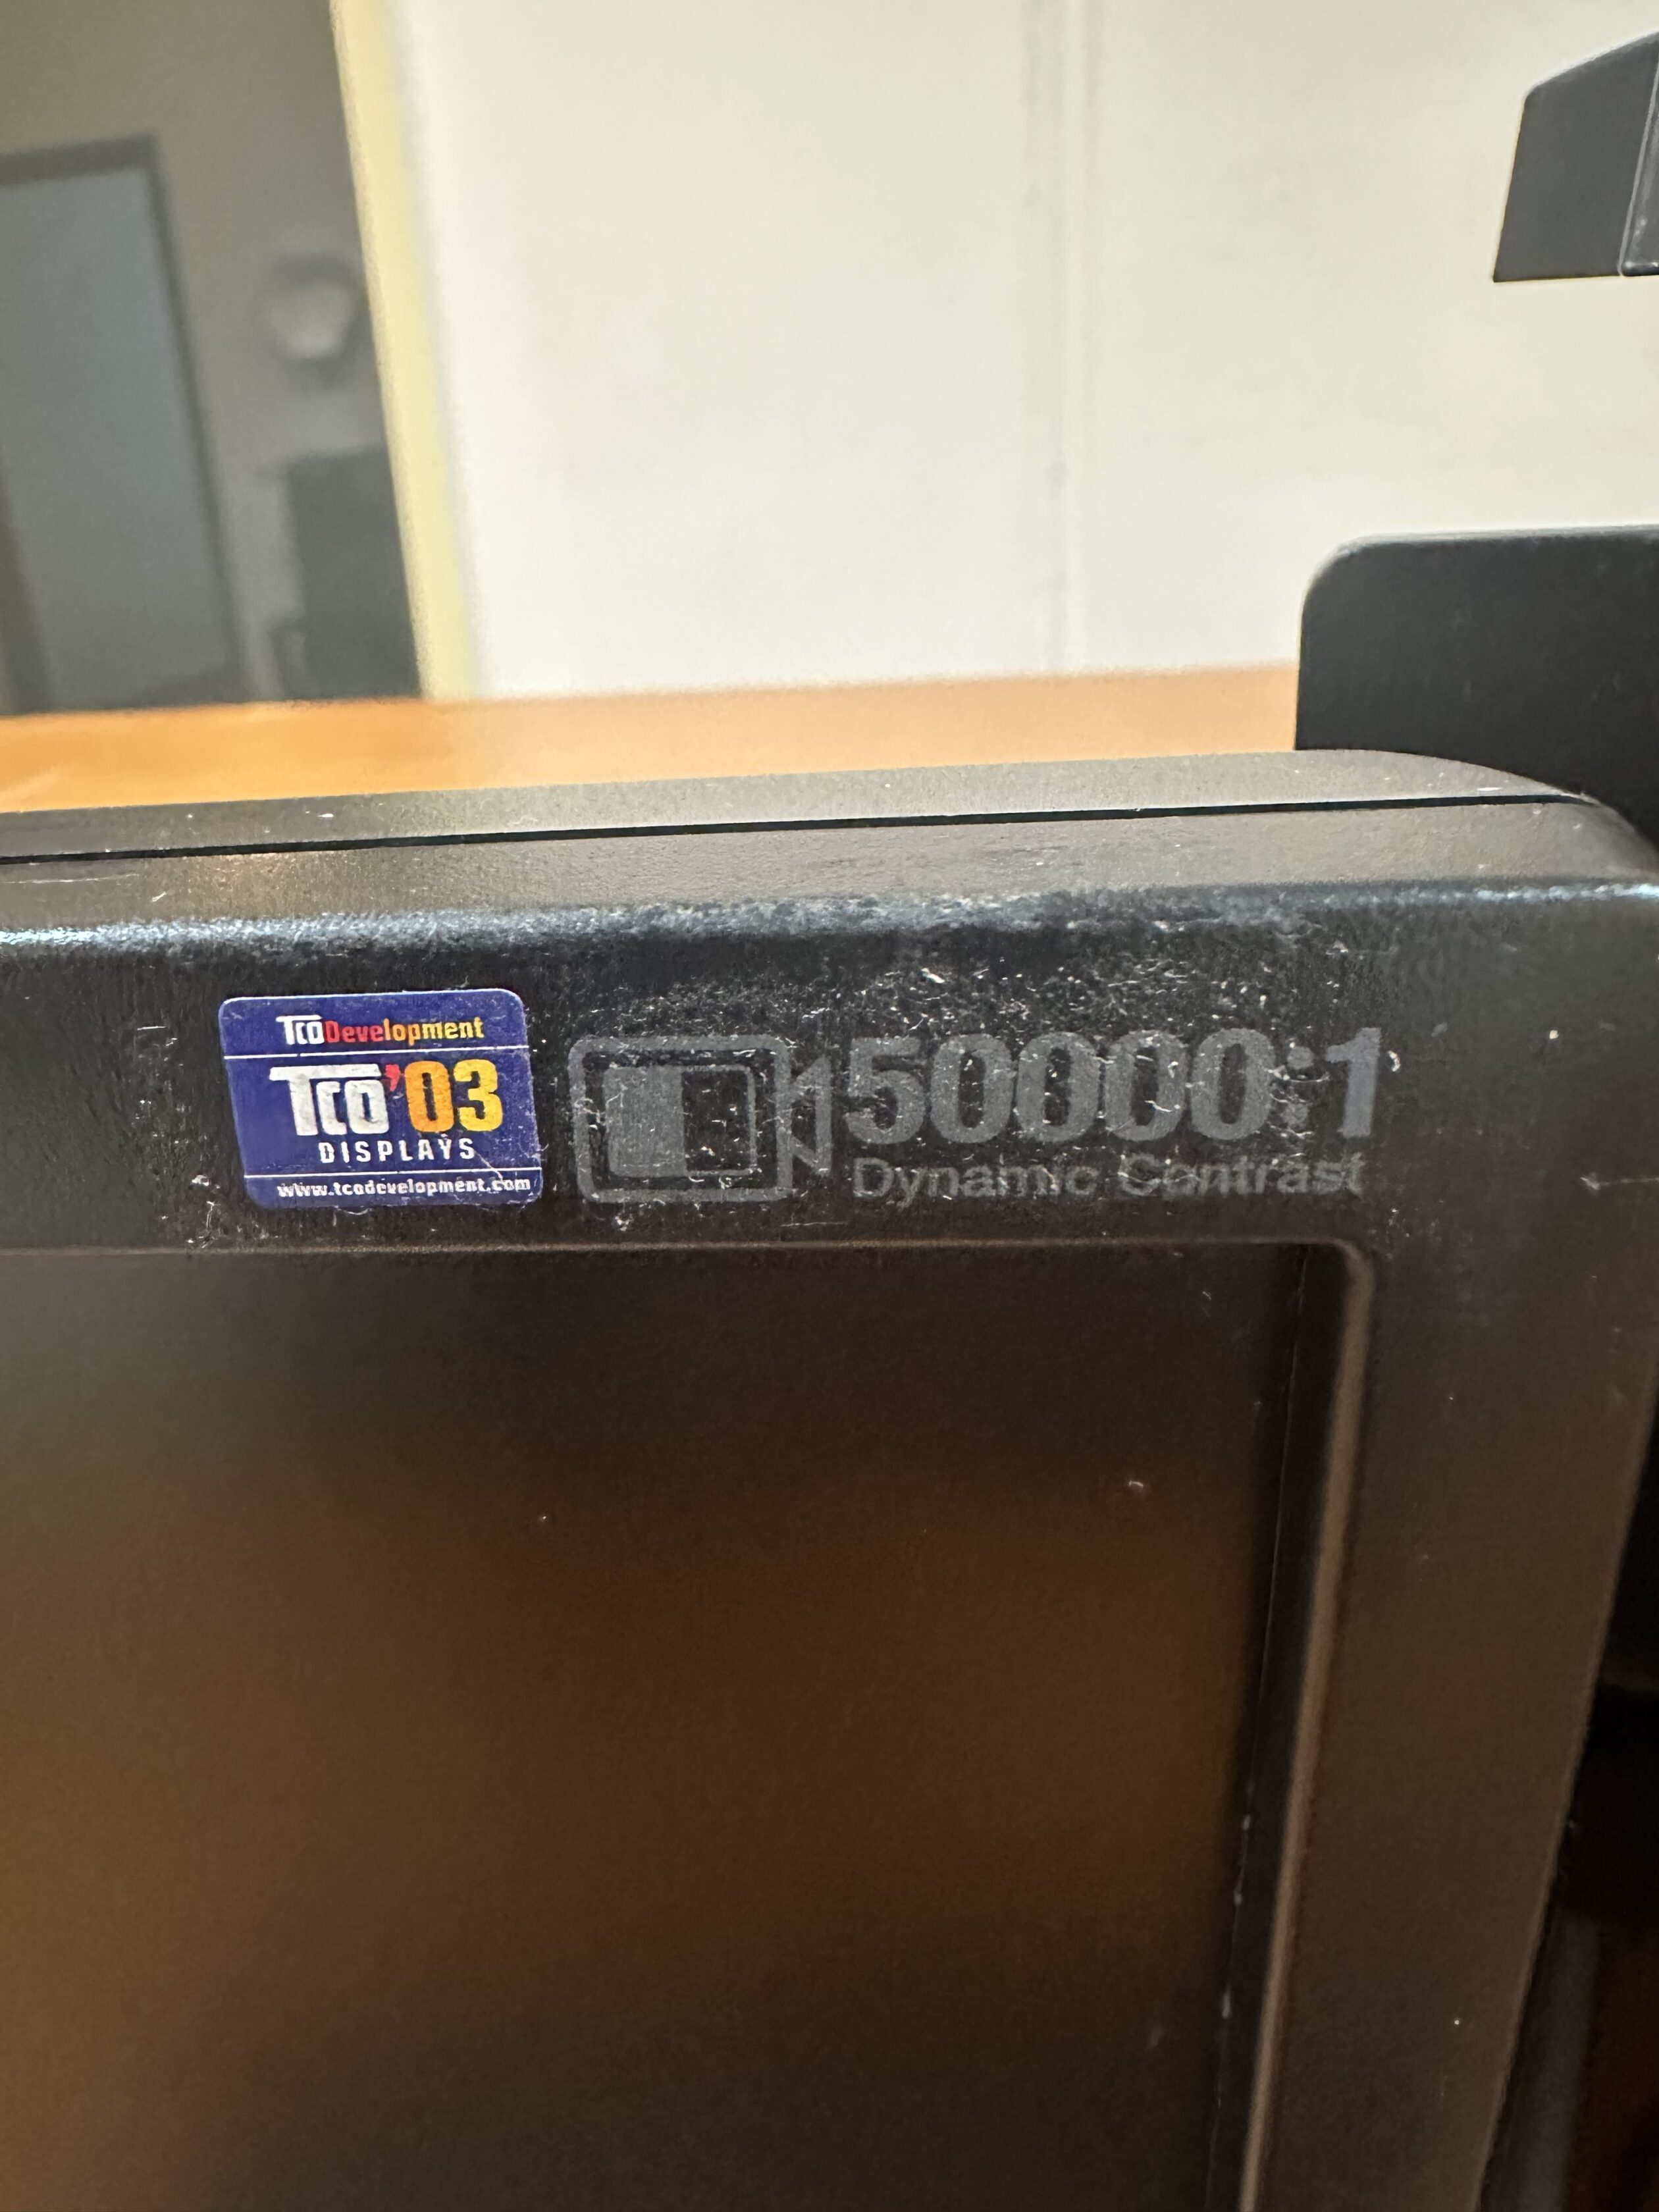 TCODevelopment
TCO'03
DISPLAYS
www.tcodevelopment.com
50000:1
Dynamic Contrast